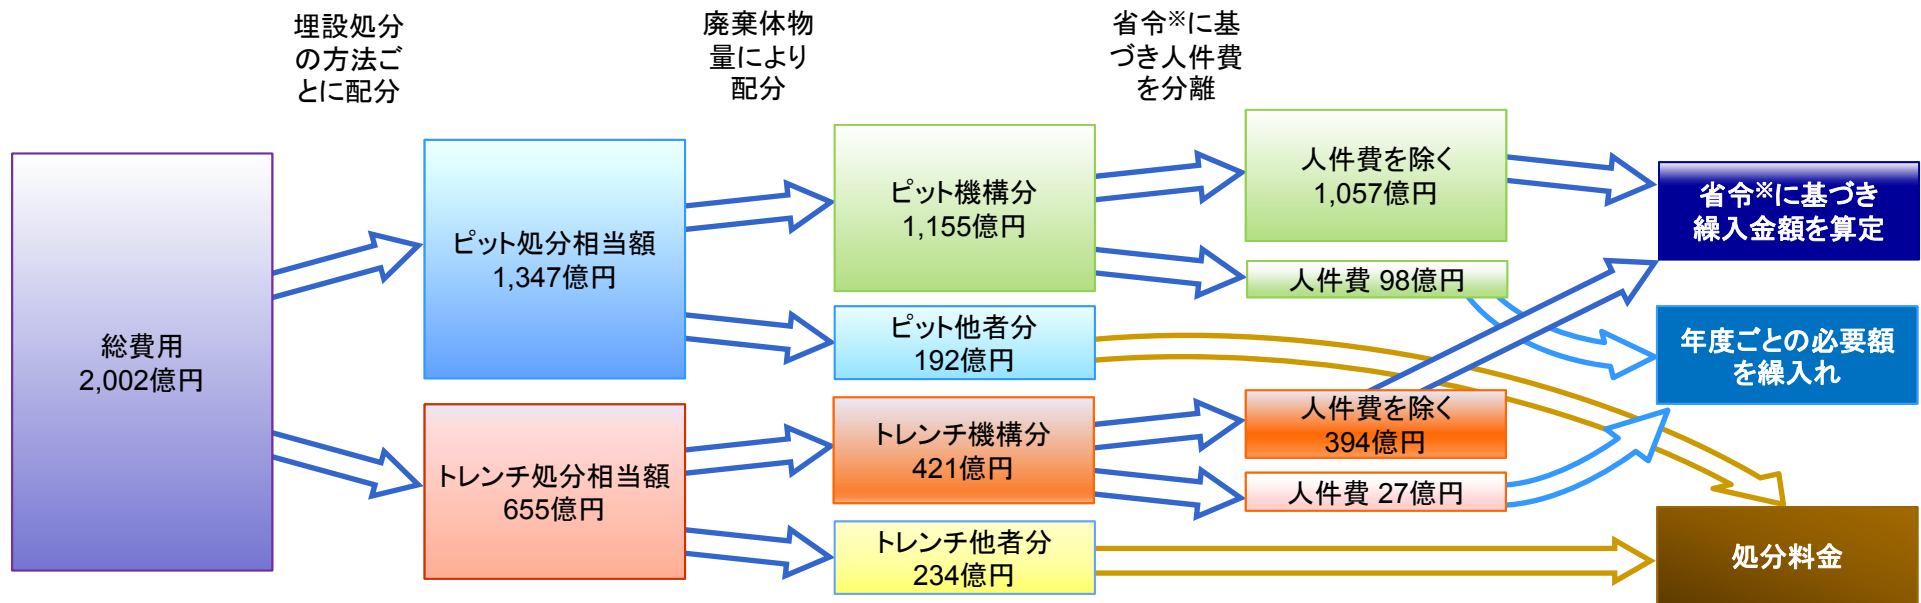 埋設処分
の方法ご
とに配分
廃棄体物
量により
配分
省令※に基
づき人件費
を分離
総費用
2,002億円
ピット処分相当額
1,347億円
トレンチ処分相当額
655億円
ピット機構分
1,155億円
ピット他者分
192億円
トレンチ機構分
421億円
トレンチ他者分
234億円
人件費を除く
1,057億円
人件費 98億円
人件費を除く
394億円
人件費 27億円
省令※に基づき
繰入金額を算定
年度ごとの必要額
を繰入れ
処分料金